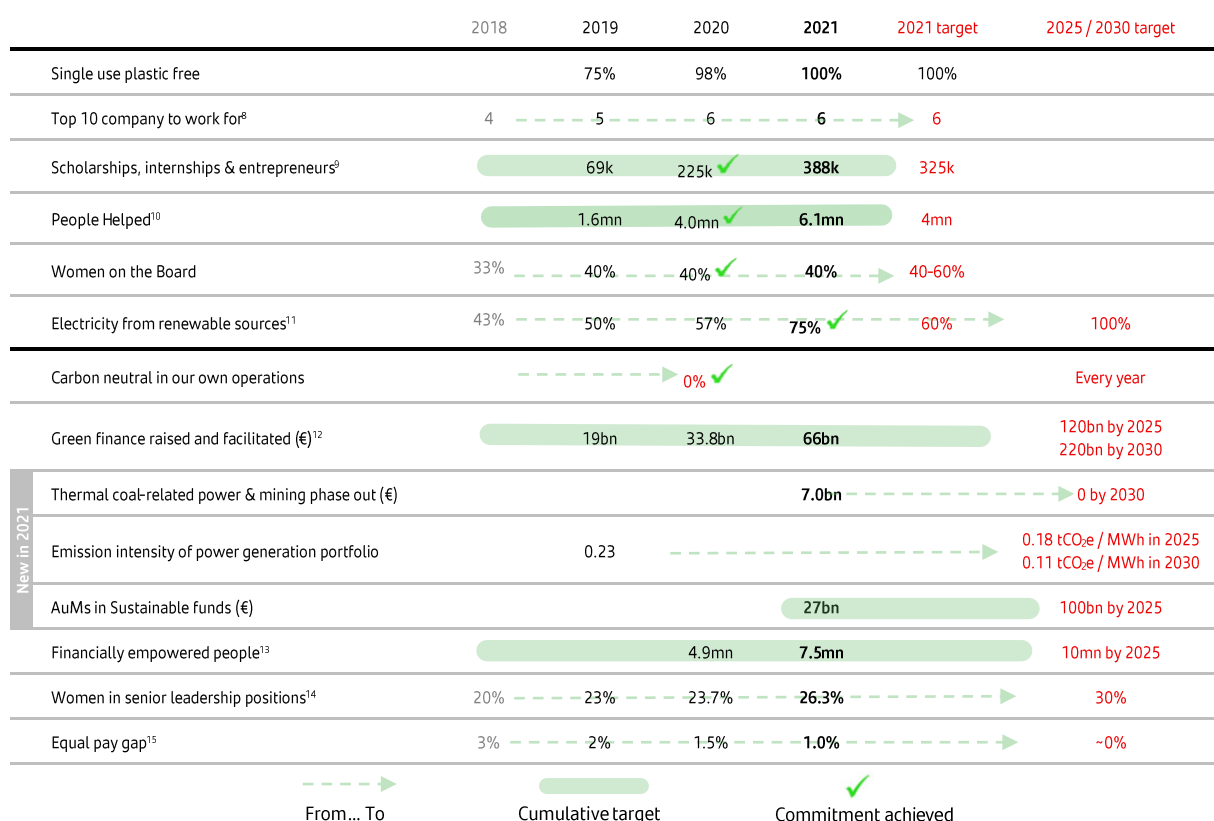 2018 2019 2020 2021 2021 target 2025 / 2030 target
Single use plastic free 75% 98% 100% 100%
Top 10 company to work for8 4 5 6 6 6
Scholarships, internships & entrepreneurs9 69k 225k 388k 325k
People Helped10 1.6mn 4.0mn 6.1mn 4mn
Women on the Board 33% 40% 40% 40% 40-60%
Electricity from renewable sources11 43% 50% 57% 75% 60% 100%
Carbon neutral in our own operations 0% Every year
Green finance raised and facilitated (€)12 19bn 33.8bn 66bn 120bn by 2025
220bn by 2030
New in 2021
Thermal coal-related power & mining phase out (€) 7.0bn 0 by 2030
Emission intensity of power generation portfolio 0.23 0.18 tCO2e / MWh in 2025
0.11 tCO2e / MWh in 2030
AuMs in Sustainable funds (€) 27bn 100bn by 2025
Financially empowered people13 4.9mn 7.5mn 10mn by 2025
Women in senior leadership positions14 20% 23% 23.7% 26.3% 30%
Equal pay gap15 3% 2% 1.5% 1.0% ~0%
From... To Cumulative target Commitment achieved